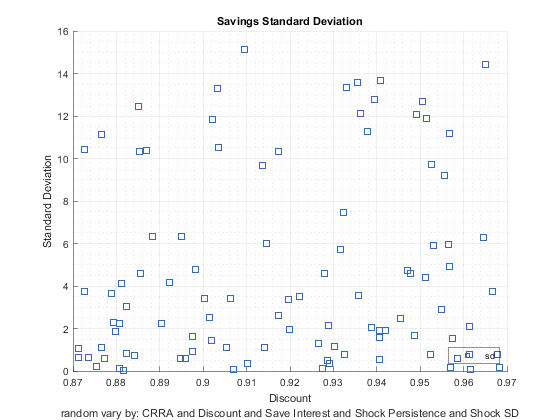 Savings Standard Deviation
16
14
12
10
8
6
4
2
0
Standard Deviation
sd
0.87 0.88 0.89 0.9 0.91 0.92 0.93 0.94 0.95 0.96 0.97
Discount
random vary by: CRRA and Discount and Save Interest and Shock Persistence and Shock SD